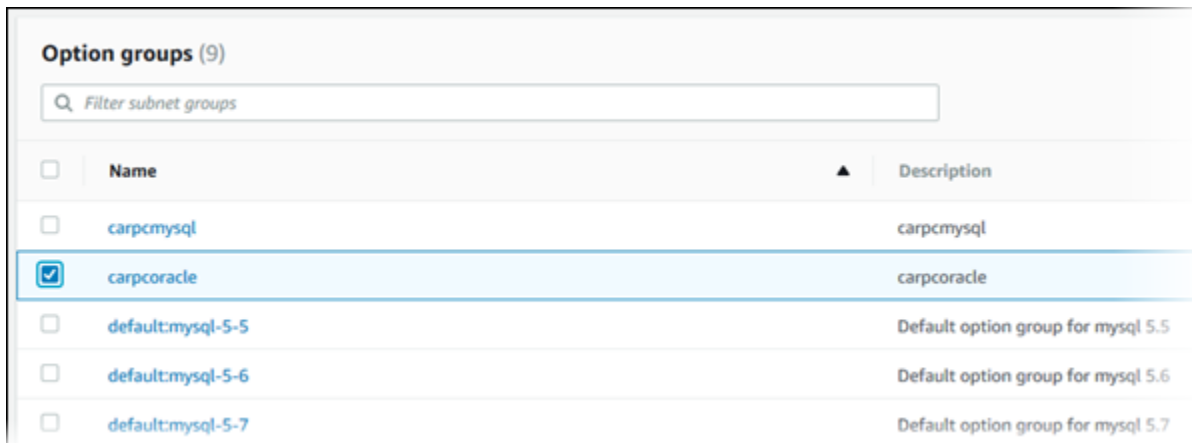 Option groups (9)
Filter subnet groups
Name Description
carpcmysql carpcmysql
carpcoracle carpcoracle
default:mysql-5-5 Default option group for mysql 5.5
default:mysql-5-6 Default option group for mysql 5.6
default:mysql-5-7 Default option group for mysql 5.7